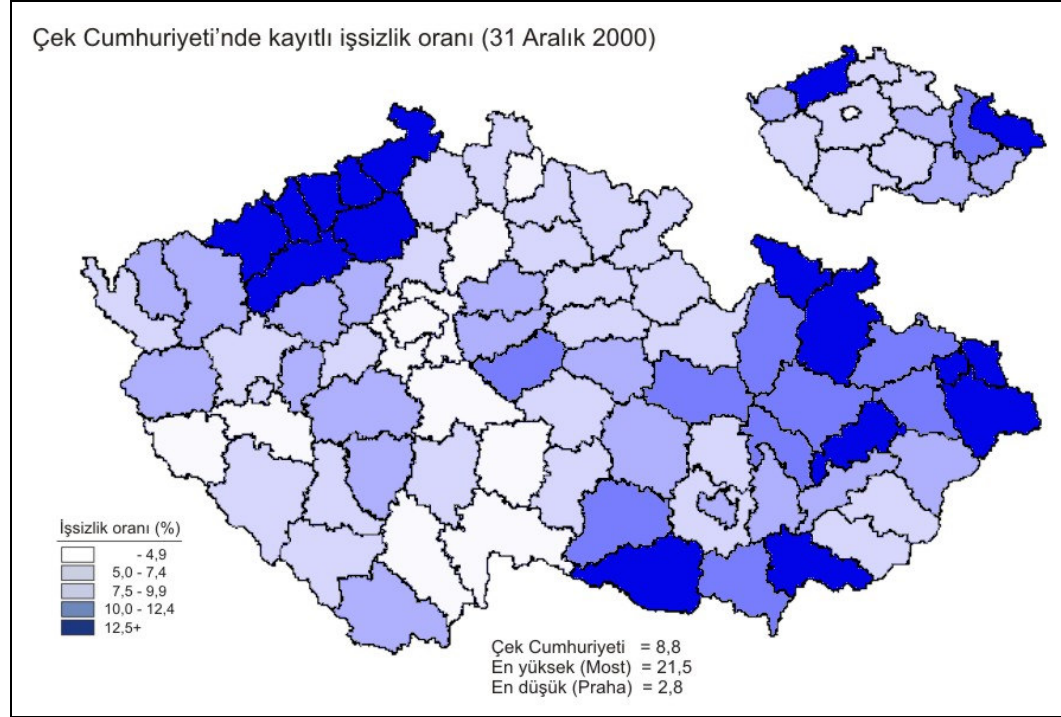 Çek Cumhuriyeti’nde kayıtlı işsizlik oranı (31 Aralık 2000)
İşsizlik oranı (%)
- 4,9
5,0 - 7,4
7,5 - 9,9
10,0 - 12,4
12,5+
Çek Cumhuriyeti = 8,8
En yüksek (Most) = 21,5
En düşük (Praha) = 2,8